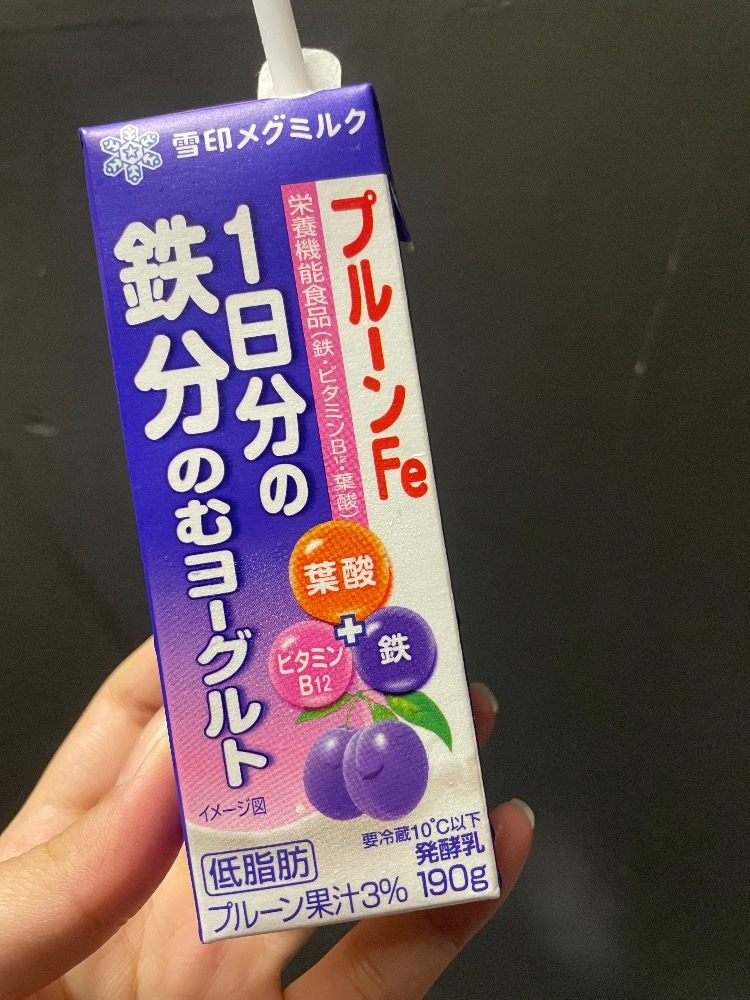 雪印メグミルク
プルーンFe
栄養機能食品(鉄・ビタミンB12・葉酸)
1日分の
鉄分のむヨーグルト
葉酸
+
ビタミン
B12
鉄
イメージ図
要冷蔵10℃以下
発酵乳
低脂肪
プルーン果汁3% 190g